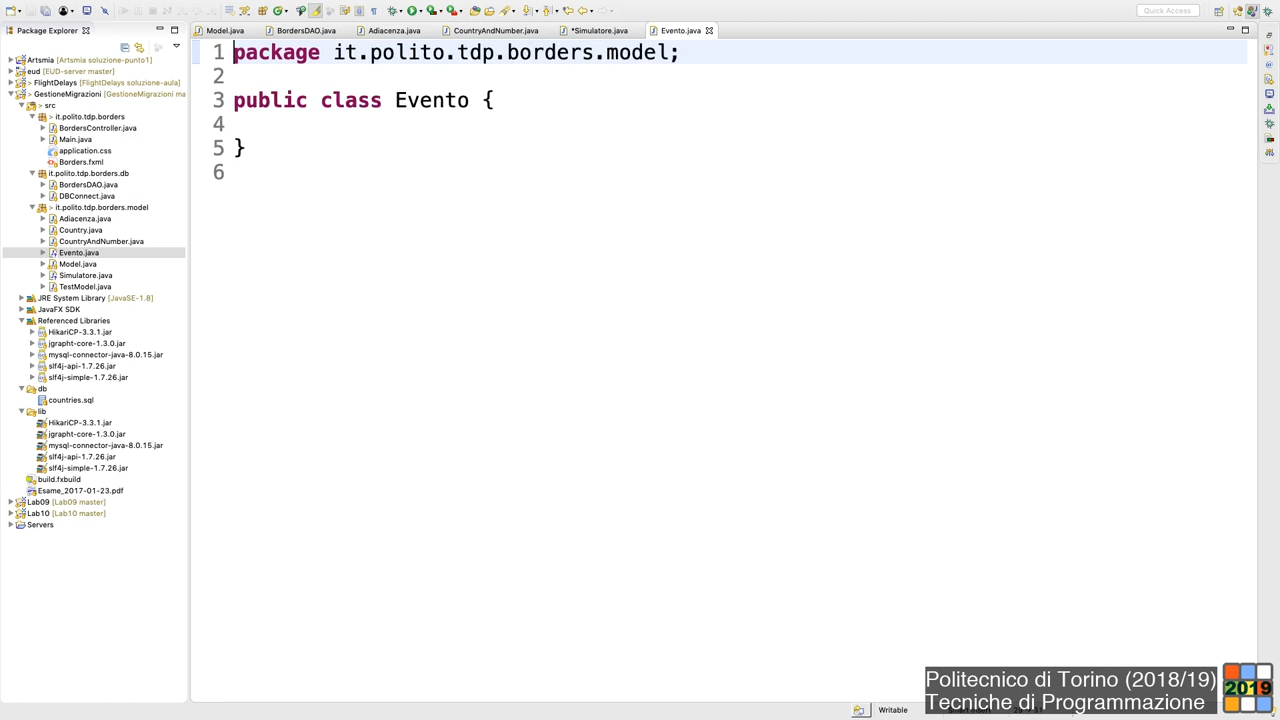 Quick Access
Package Explorer
Model.java
BordersDAO.java
Adiacenza.java
CountryAndNumber.java
*Simulatore.java
Evento.java
Artsmia [Artsmia soluzione-punto1]
eud [EUD-server master]
> FlightDelays [FlightDelays soluzione-aula]
> GestioneMigrazioni [GestioneMigrazioni ma
> src
> it.polito.tdp.borders
BordersController.java
Main.java
application.css
Borders.fxml
it.polito.tdp.borders.db
BordersDAO.java
DBConnect.java
> it.polito.tdp.borders.model
Adiacenza.java
Country.java
CountryAndNumber.java
Evento.java
Model.java
Simulatore.java
TestModel.java
JRE System Library [JavaSE-1.8]
JavaFX SDK
Referenced Libraries
HikariCP-3.3.1.jar
jgrapht-core-1.3.0.jar
mysql-connector-java-8.0.15.jar
slf4j-api-1.7.26.jar
slf4j-simple-1.7.26.jar
db
countries.sql
lib
HikariCP-3.3.1.jar
jgrapht-core-1.3.0.jar
mysql-connector-java-8.0.15.jar
slf4j-api-1.7.26.jar
slf4j-simple-1.7.26.jar
build.fxbuild
Esame_2017-01-23.pdf
Lab09 [Lab09 master]
Lab10 [Lab10 master]
Servers
1 package it.polito.tdp.borders.model;
2
3 public class Evento {
4
5 }
6
Politecnico di Torino (2018/19)
Tecniche di Programmazione
2019
Writable